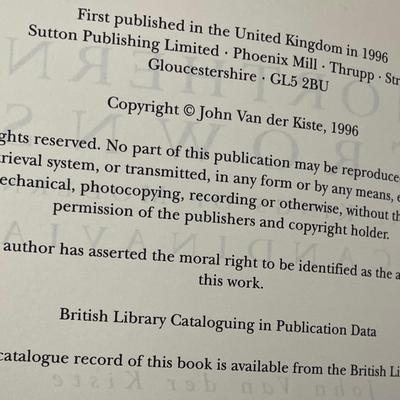 First published in the United Kingdom in 1996
Sutton Publishing Limited · Phoenix Mill · Thrupp · Str
Gloucestershire · GL5 2BU
Copyright © John Van der Kiste, 1996
ghts reserved. No part of this publication may be reproduced
trieval system, or transmitted, in any form or by any means, e
echanical, photocopying, recording or otherwise, without th
permission of the publishers and copyright holder.
author has asserted the moral right to be identified as the a
this work.
British Library Cataloguing in Publication Data
catalogue record of this book is available from the British Li